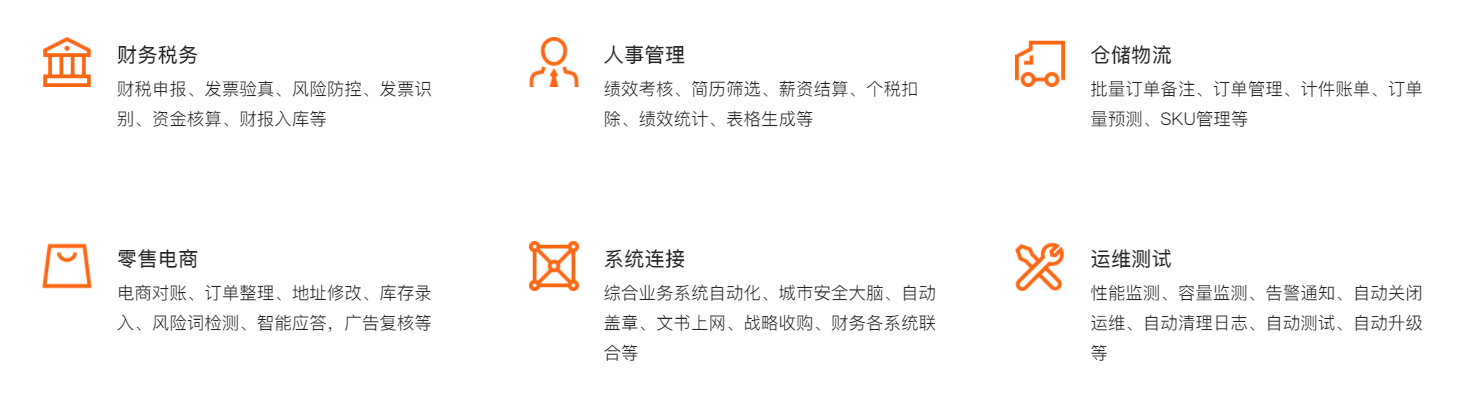 财务税务
财税申报、发票验真、风险防控、发票识
别、资金核算、财报入库等
人事管理
绩效考核、简历筛选、薪资结算、个税扣
除、绩效统计、表格生成等
仓储物流
批量订单备注、订单管理、计件账单、订单
量预测、SKU管理等
零售电商
电商对账、订单整理、地址修改、库存录
入、风险词检测、智能应答，广告复核等
系统连接
综合业务系统自动化、城市安全大脑、自动
盖章、文书上网、战略收购、财务各系统联
合等
运维测试
性能监测、容量监测、告警通知、自动关闭
运维、自动清理日志、自动测试、自动升级
等